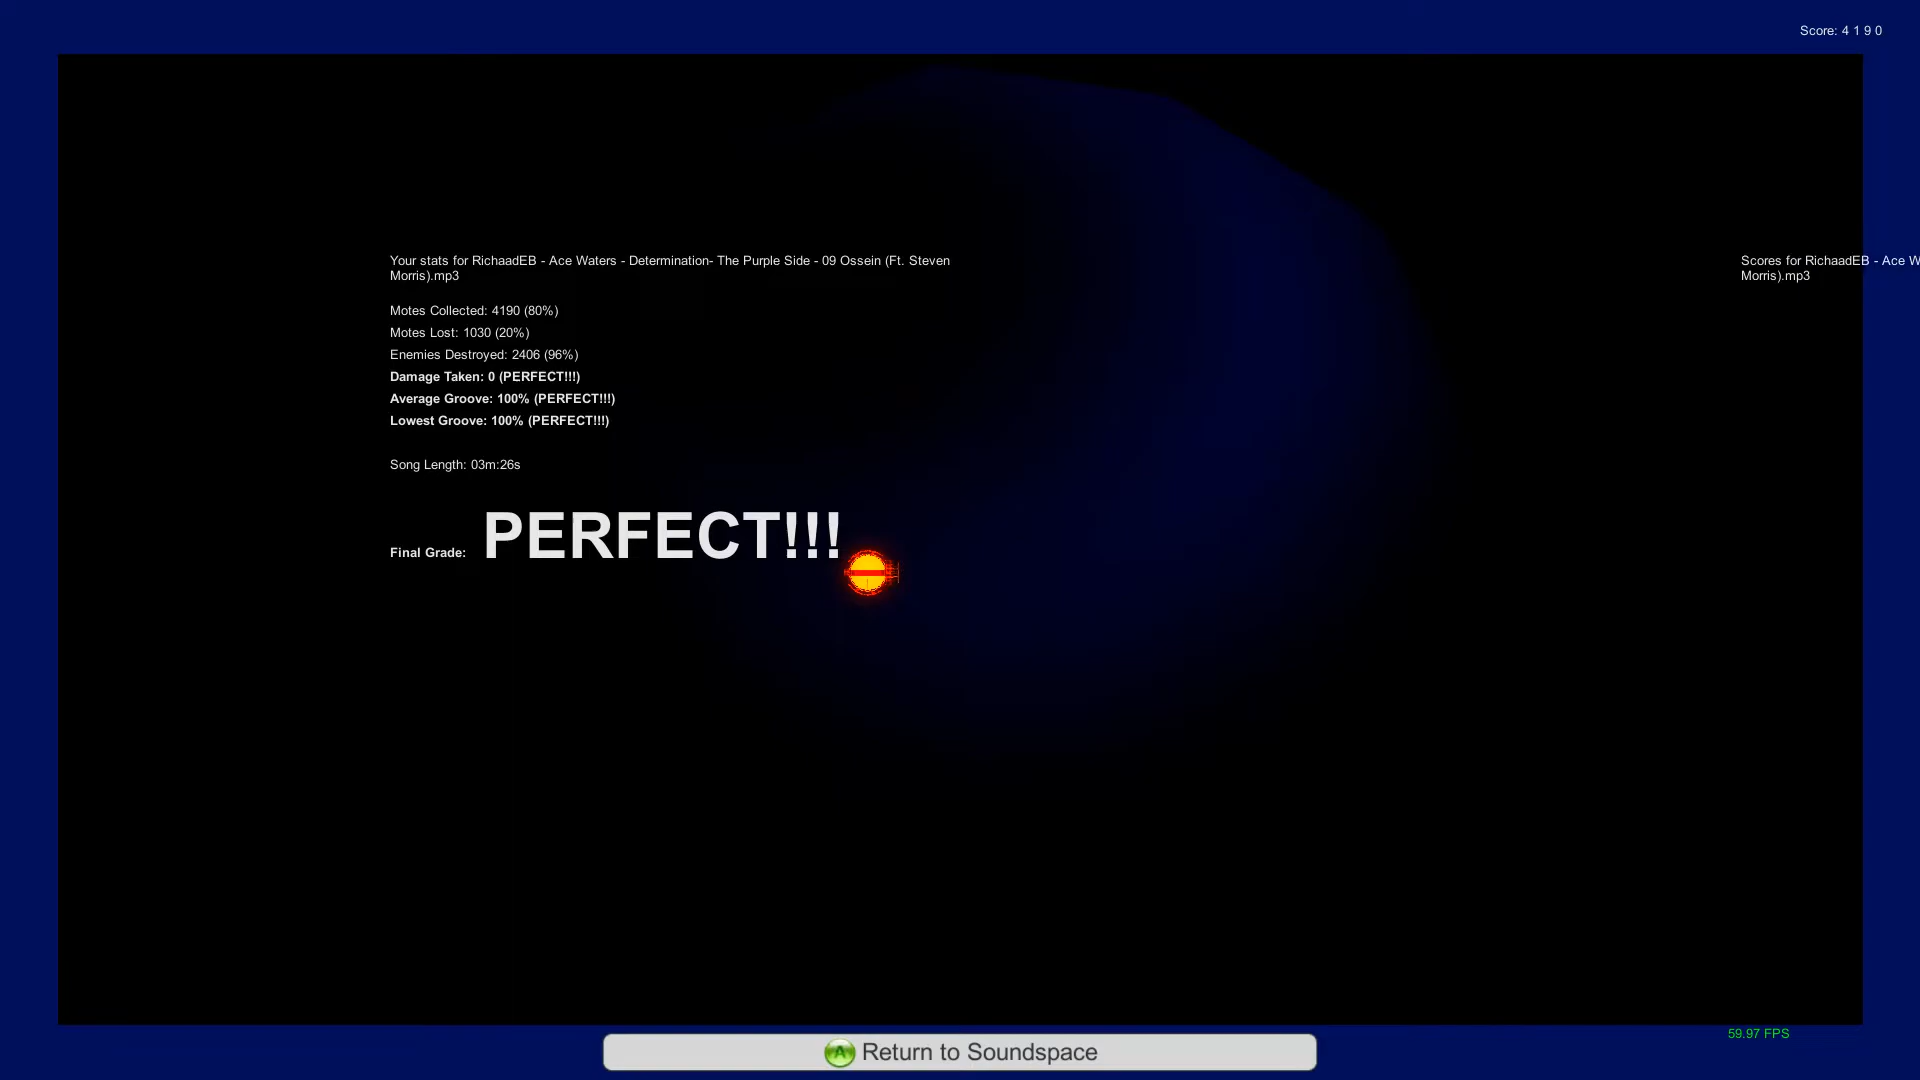 Score: 4 1 9 0
Your stats for RichaadEB - Ace Waters - Determination- The Purple Side - 09 Ossein (Ft. Steven
Morris).mp3
Scores for RichaadEB - Ace W
Morris).mp3
Motes Collected: 4190 (80%)
Motes Lost: 1030 (20%)
Enemies Destroyed: 2406 (96%)
Damage Taken: 0 (PERFECT!!!)
Average Groove: 100% (PERFECT!!!)
Lowest Groove: 100% (PERFECT!!!)
Song Length: 03m:26s
Final Grade: PERFECT!!!
59.97 FPS
A Return to Soundspace